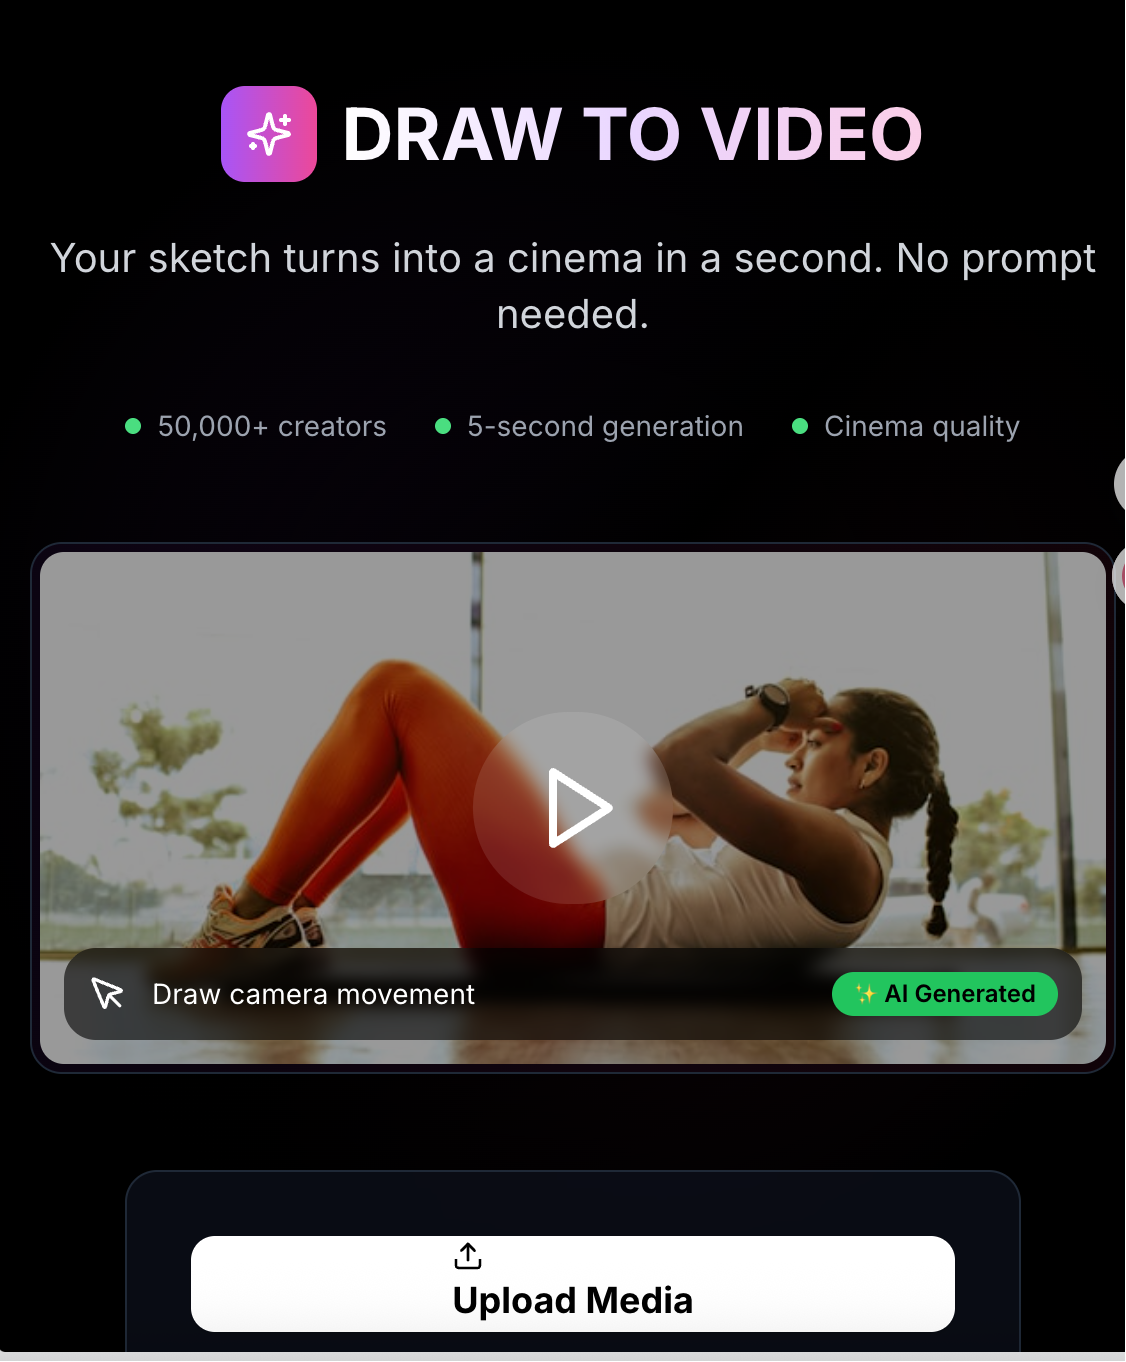 DRAW TO VIDEO
Your sketch turns into a cinema in a second. No prompt
needed.
50,000+ creators 5-second generation Cinema quality
Draw camera movement ✨ AI Generated
Upload Media